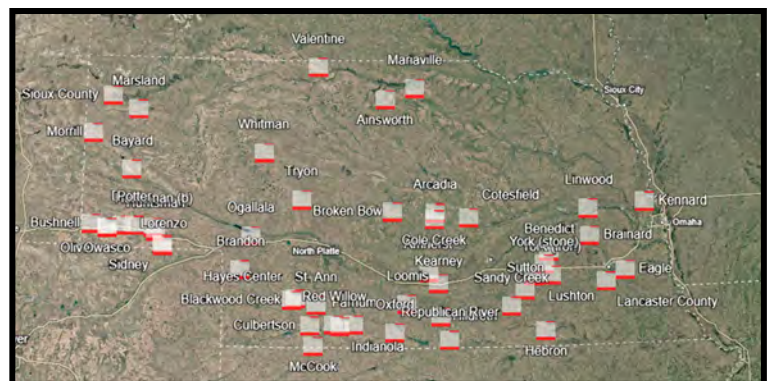 Valentine
Mariaville
Marsland
Sioux County
Sioux City
Ainsworth
Morrill
Bayard
Whitman
Tryon
Arcadia
Cotesfield
Linwood
Kennard
Ogallala
Broken Bow
Bushnell
Lorenzo
Omaha
Benedict
Brainard
York (stone)
Cole Creek
Owasco
Brandon
North Platte
Sidney
Kearney
Sutton
Eagle
Hayes Center
St. Ann
Loomis
Sandy Creek
Lushton
Lancaster County
Blackwood Creek
Red Willow
Oxford
Republican River
Culbertson
Indianola
Hebron
McCook